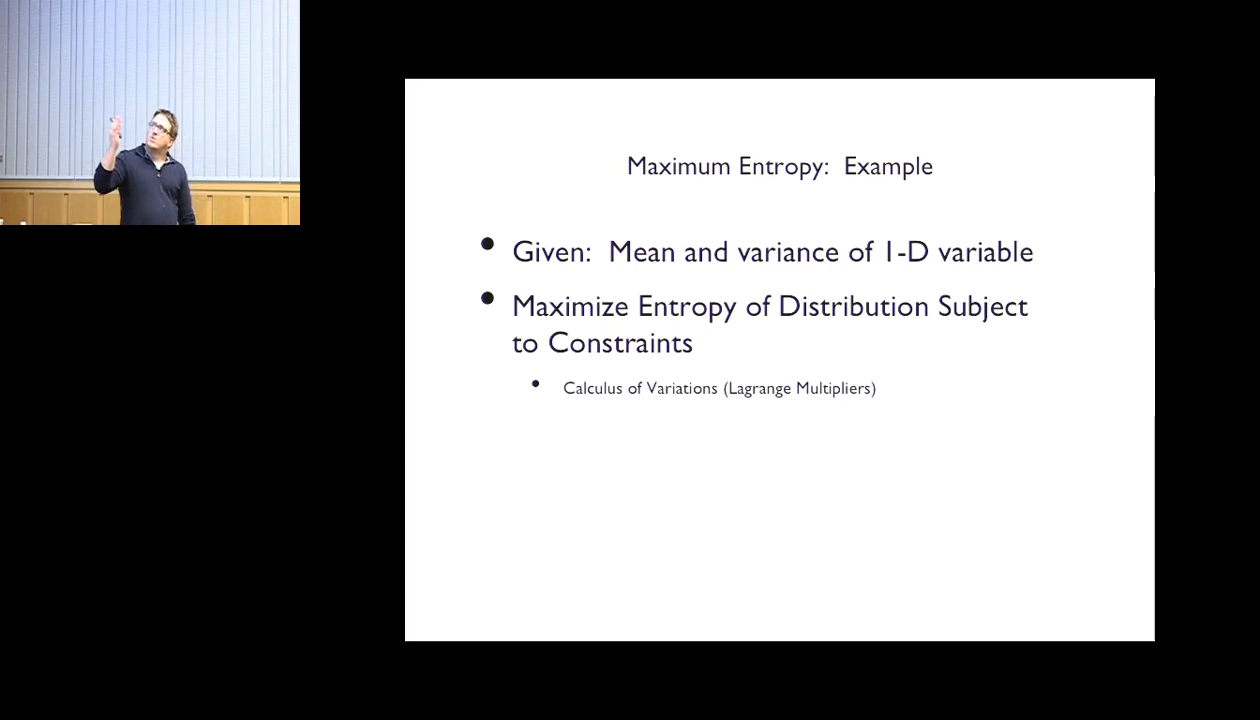 Maximum Entropy: Example
• Given: Mean and variance of 1-D variable
• Maximize Entropy of Distribution Subject
to Constraints
• Calculus of Variations (Lagrange Multipliers)